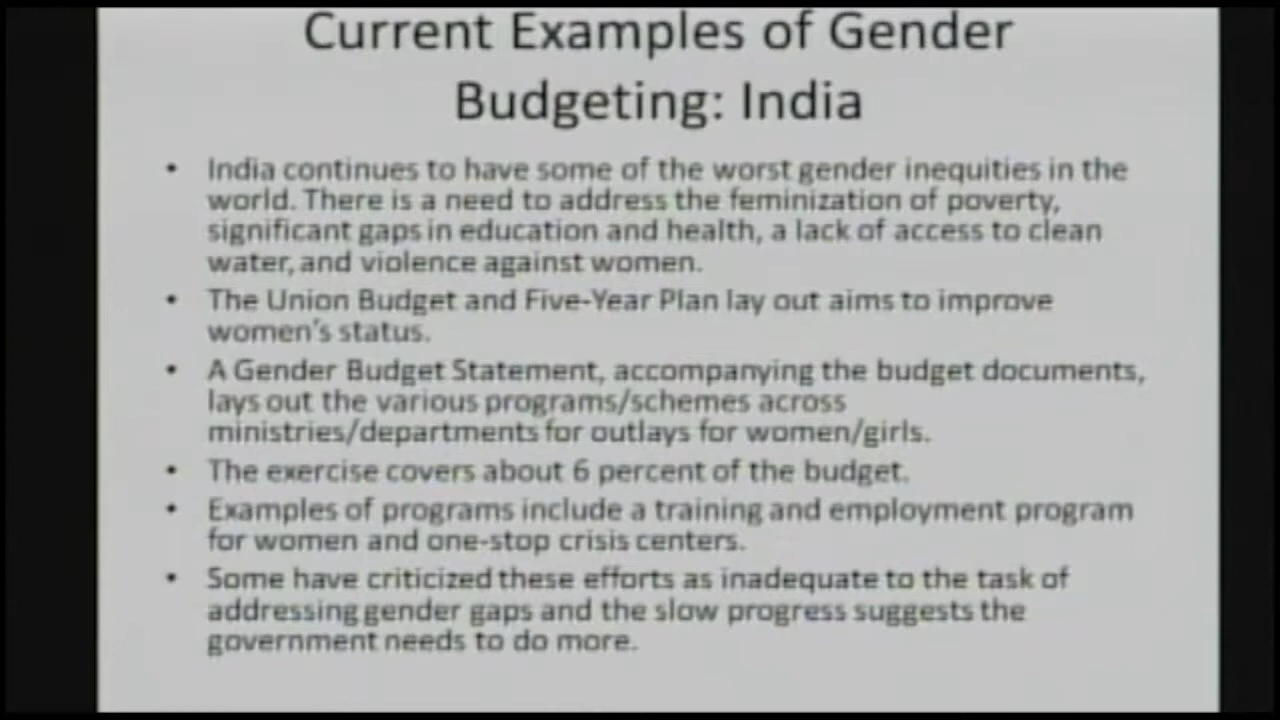 Current Examples of Gender
Budgeting: India
• India continues to have some of the worst gender inequities in the
world. There is a need to address the feminization of poverty,
significant gaps in education and health, a lack of access to clean
water, and violence against women.
• The Union Budget and Five-Year Plan lay out aims to improve
women's status.
• A Gender Budget Statement, accompanying the budget documents,
lays out the various programs/schemes across
ministries/departments for outlays for women/girls.
• The exercise covers about 6 percent of the budget.
• Examples of programs include a training and employment program
for women and one-stop crisis centers.
• Some have criticized these efforts as inadequate to the task of
addressing gender gaps and the slow progress suggests the
government needs to do more.